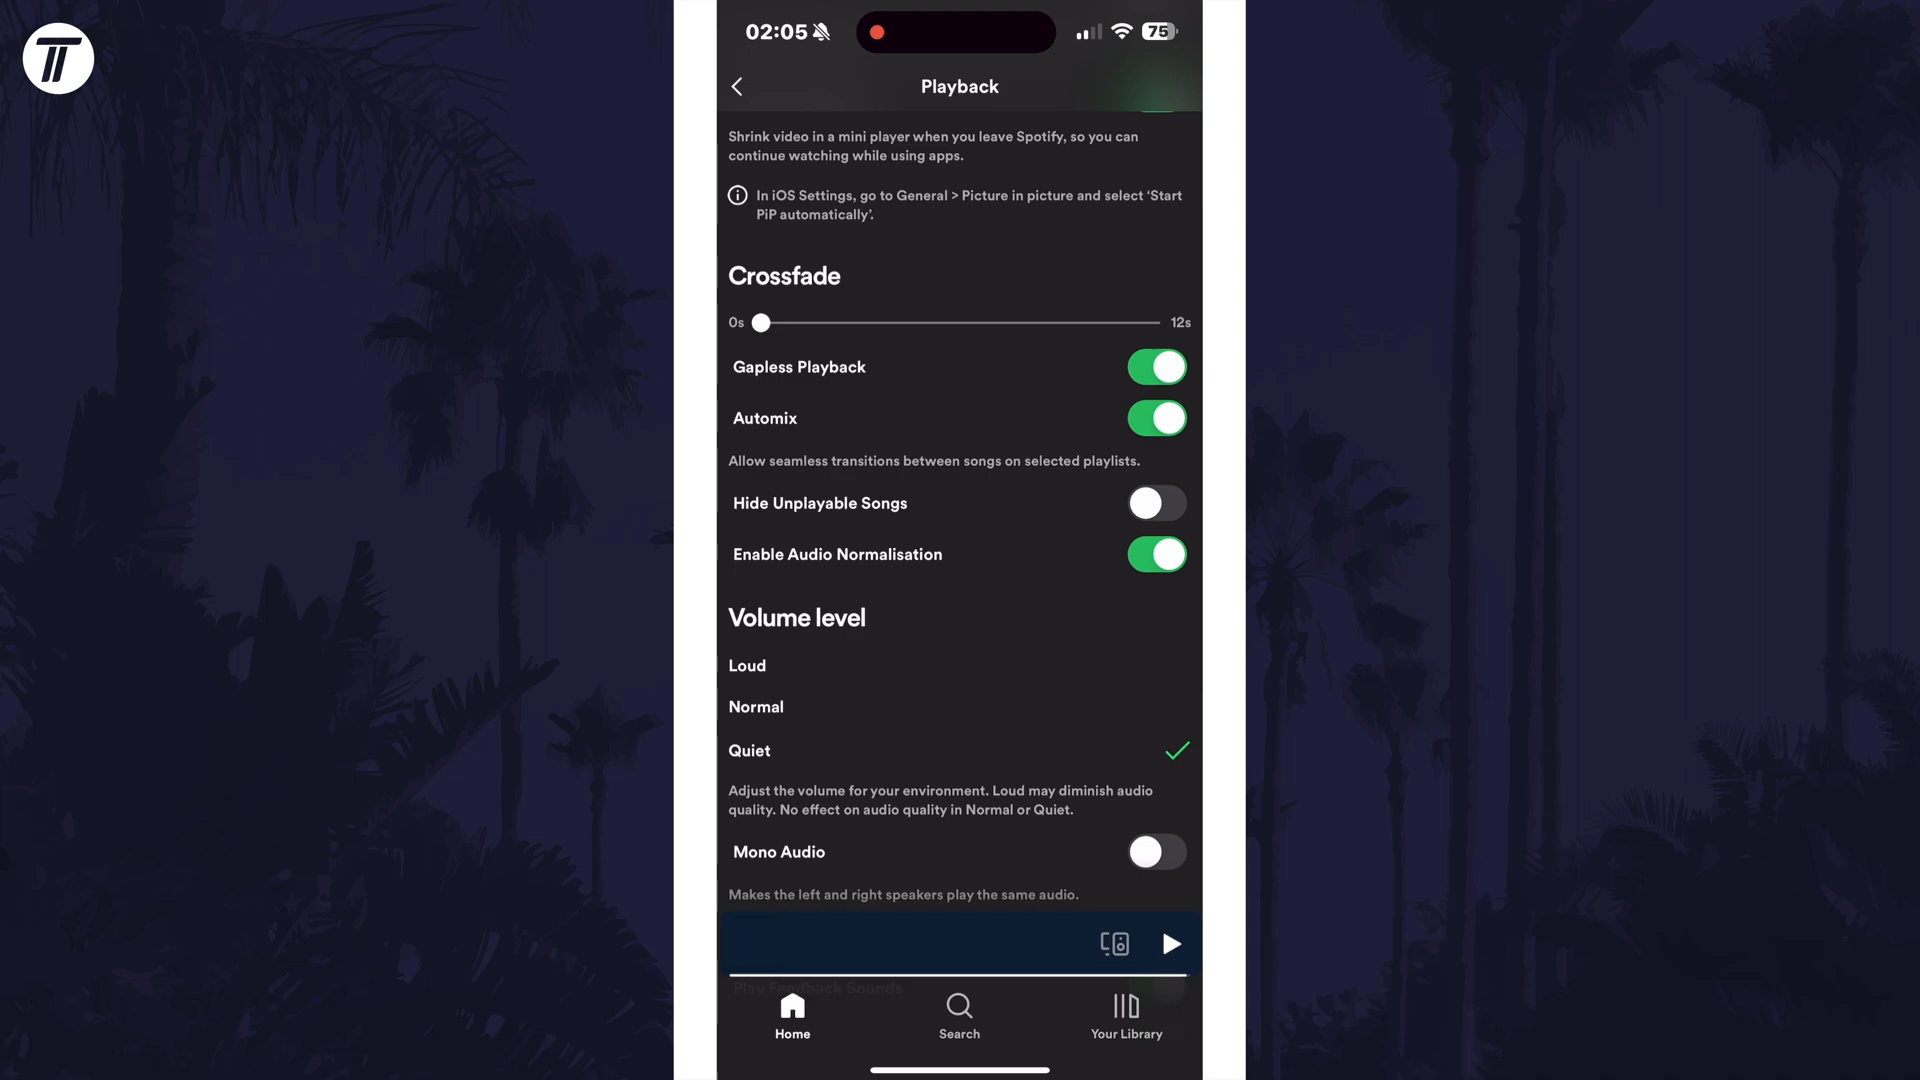 02:05
75
Playback
Shrink video in a mini player when you leave Spotify, so you can
continue watching while using apps.
In iOS Settings, go to General > Picture in picture and select ‘Start
PiP automatically’.
Crossfade
0s
12s
Gapless Playback
Automix
Allow seamless transitions between songs on selected playlists.
Hide Unplayable Songs
Enable Audio Normalisation
Volume level
Loud
Normal
Quiet
Adjust the volume for your environment. Loud may diminish audio
quality. No effect on audio quality in Normal or Quiet.
Mono Audio
Makes the left and right speakers play the same audio.
Play Feedback Sounds
Home
Search
Your Library